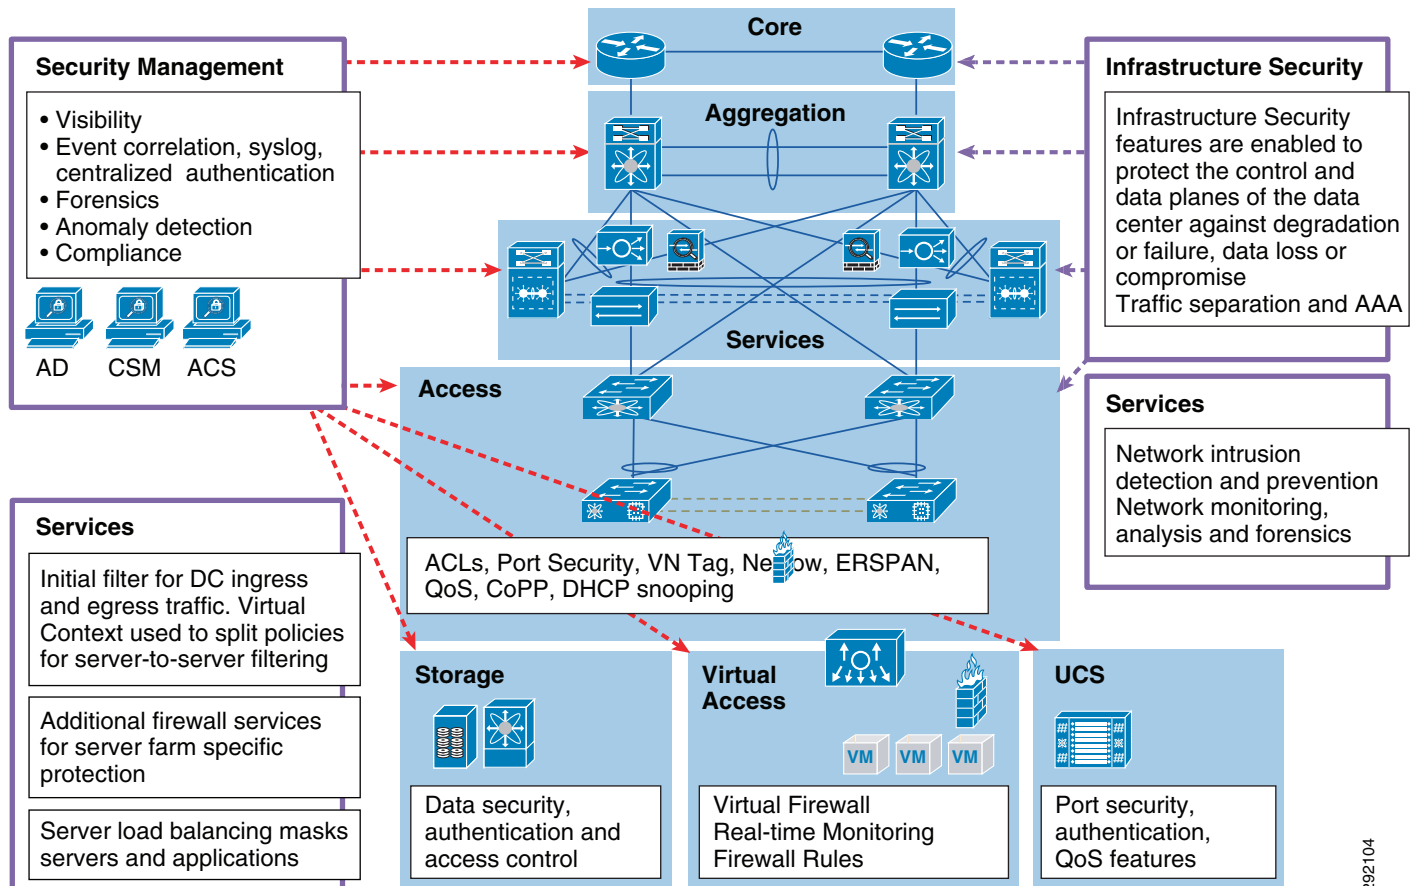 Core
Security Management
• Visibility
• Event correlation, syslog,
centralized authentication
• Forensics
• Anomaly detection
• Compliance
AD
CSM
ACS
Infrastructure Security
Infrastructure Security
features are enabled to
protect the control and
data planes of the data
center against degradation
or failure, data loss or
compromise
Traffic separation and AAA
Aggregation
Services
Access
ACLs, Port Security, VN Tag, Ne ow, ERSPAN,
QoS, CoPP, DHCP snooping
Services
Network intrusion
detection and prevention
Network monitoring,
analysis and forensics
Services
Initial filter for DC ingress
and egress traffic. Virtual
Context used to split policies
for server-to-server filtering
Additional firewall services
for server farm specific
protection
Server load balancing masks
servers and applications
Storage
Data security,
authentication and
access control
Virtual
Access
VM
VM
VM
Virtual Firewall
Real-time Monitoring
Firewall Rules
UCS
Port security,
authentication,
QoS features
292104